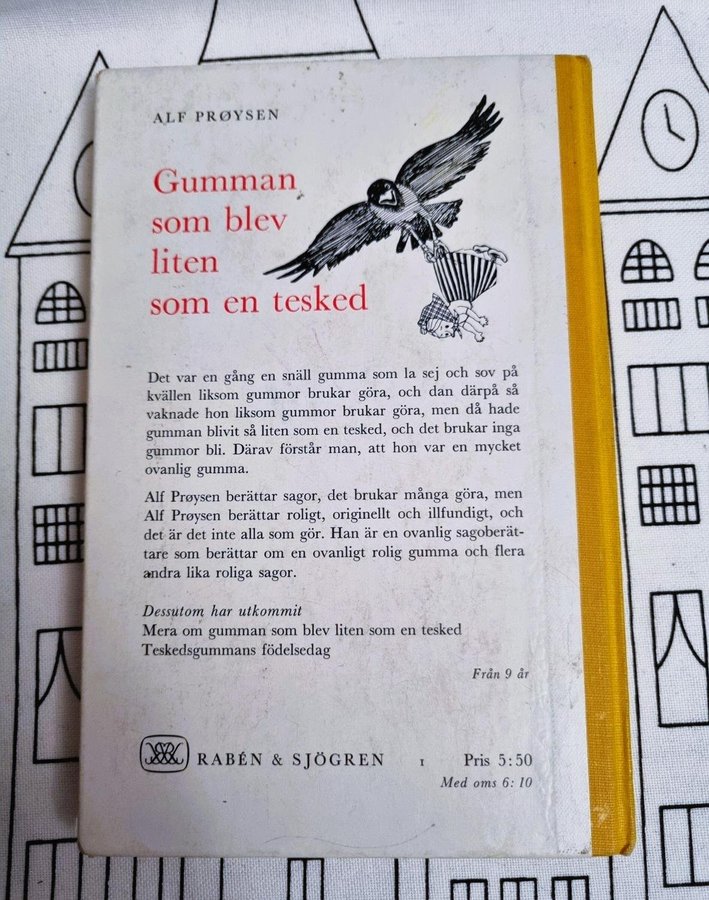 ALF PRØYSEN
Gumman
som blev
liten
som en tesked
Det var en gång en snäll gumma som la sej och sov på
kvällen liksom gummor brukar göra, och dan därpå så
vaknade hon liksom gummor brukar göra, men då hade
gumman blivit så liten som en tesked, och det brukar inga
gummor bli. Därav förstår man, att hon var en mycket
ovanlig gumma.
Alf Prøysen berättar sagor, det brukar många göra, men
Alf Prøysen berättar roligt, originellt och illfundigt, och
det är det inte alla som gör. Han är en ovanlig sagoberät-
tare som berättar om en ovanligt rolig gumma och flera
andra lika roliga sagor.
Dessutom har utkommit
Mera om gumman som blev liten som en tesked
Teskedsgummans födelsedag
Från 9 år
RABÉN & SJÖGREN 1 Pris 5:50
Med oms 6:10